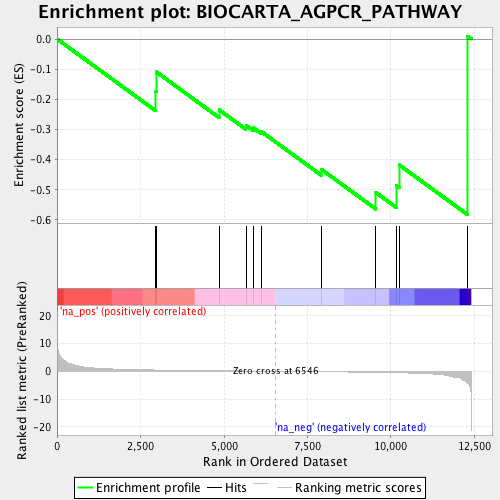 Enrichment plot: BIOCARTA_AGPCR_PATHWAY
Enrichment score (ES)
0.0
-0.1
-0.2
-0.3
-0.4
-0.5
-0.6
'na_pos' (positively correlated)
Ranked list metric (PreRanked)
20
10
0
-10
-20
Zero cross at 6546
'na_neg' (negatively correlated)
0
2,500
5,000
7,500
10,000
12,500
Rank in Ordered Dataset
Enrichment profile
Hits
Ranking metric scores